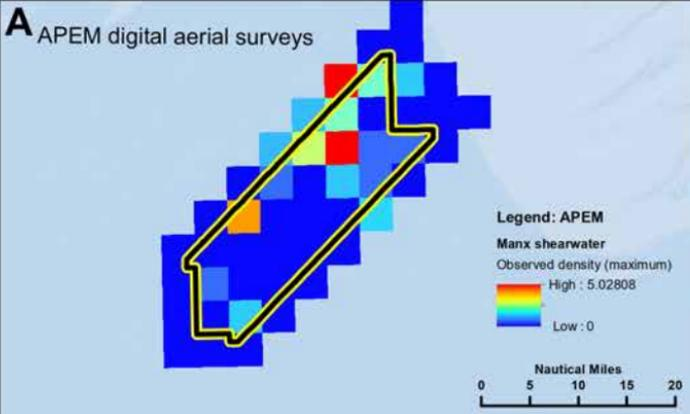 A APEM digital aerial surveys
Legend: APEM
Manx shearwater
Observed density (maximum)
High : 5.02808
Low : 0
Nautical Miles
0 5 10 15 20